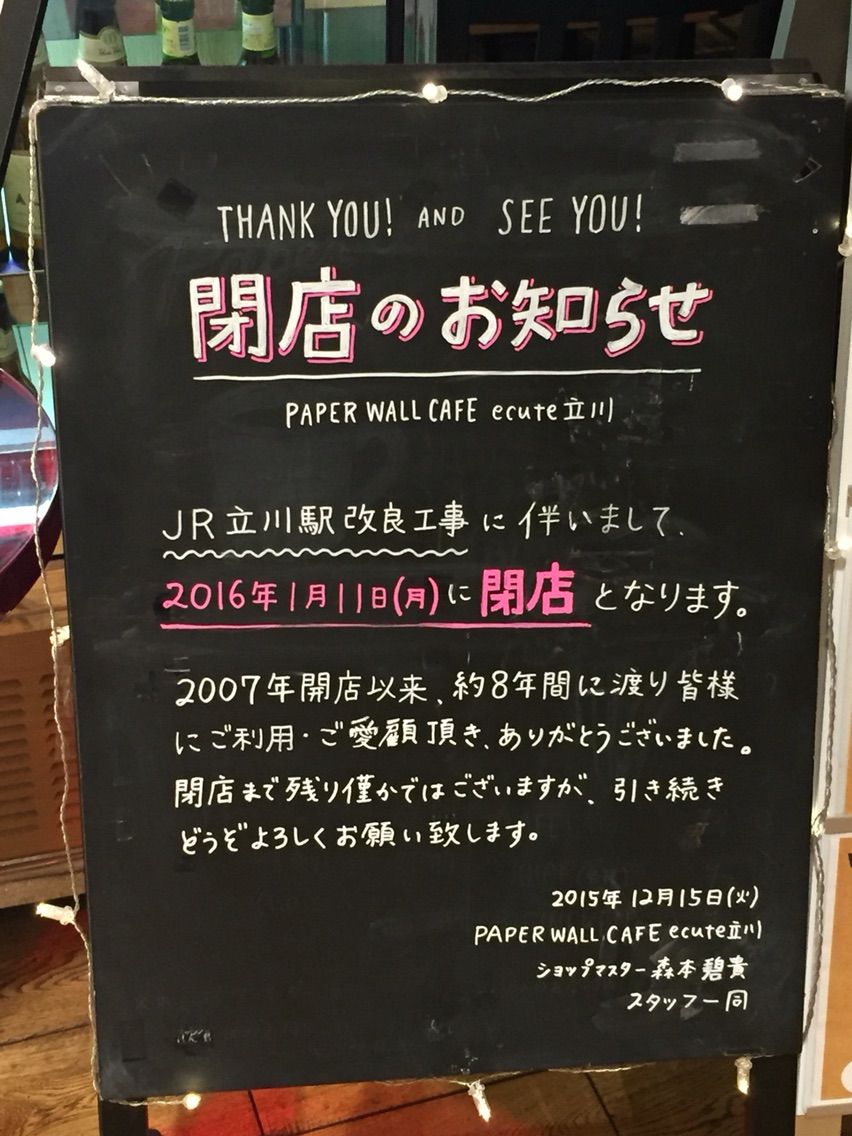 THANK YOU! AND SEE YOU!
閉店のお知らせ
PAPER WALL CAFE ecute立川
JR立川駅改良工事に伴いまして、
2016年1月11日(月)に閉店となります。
2007年開店以来、約8年間に渡り皆様
にご利用・ご愛顧頂き、ありがとうございました。
閉店まで残り僅かではございますが、引き続き
どうぞよろしくお願い致します。
2015年12月15日(火)
PAPER WALL CAFE ecute立川
ショップマスター 森本碧貴
スタッフ一同